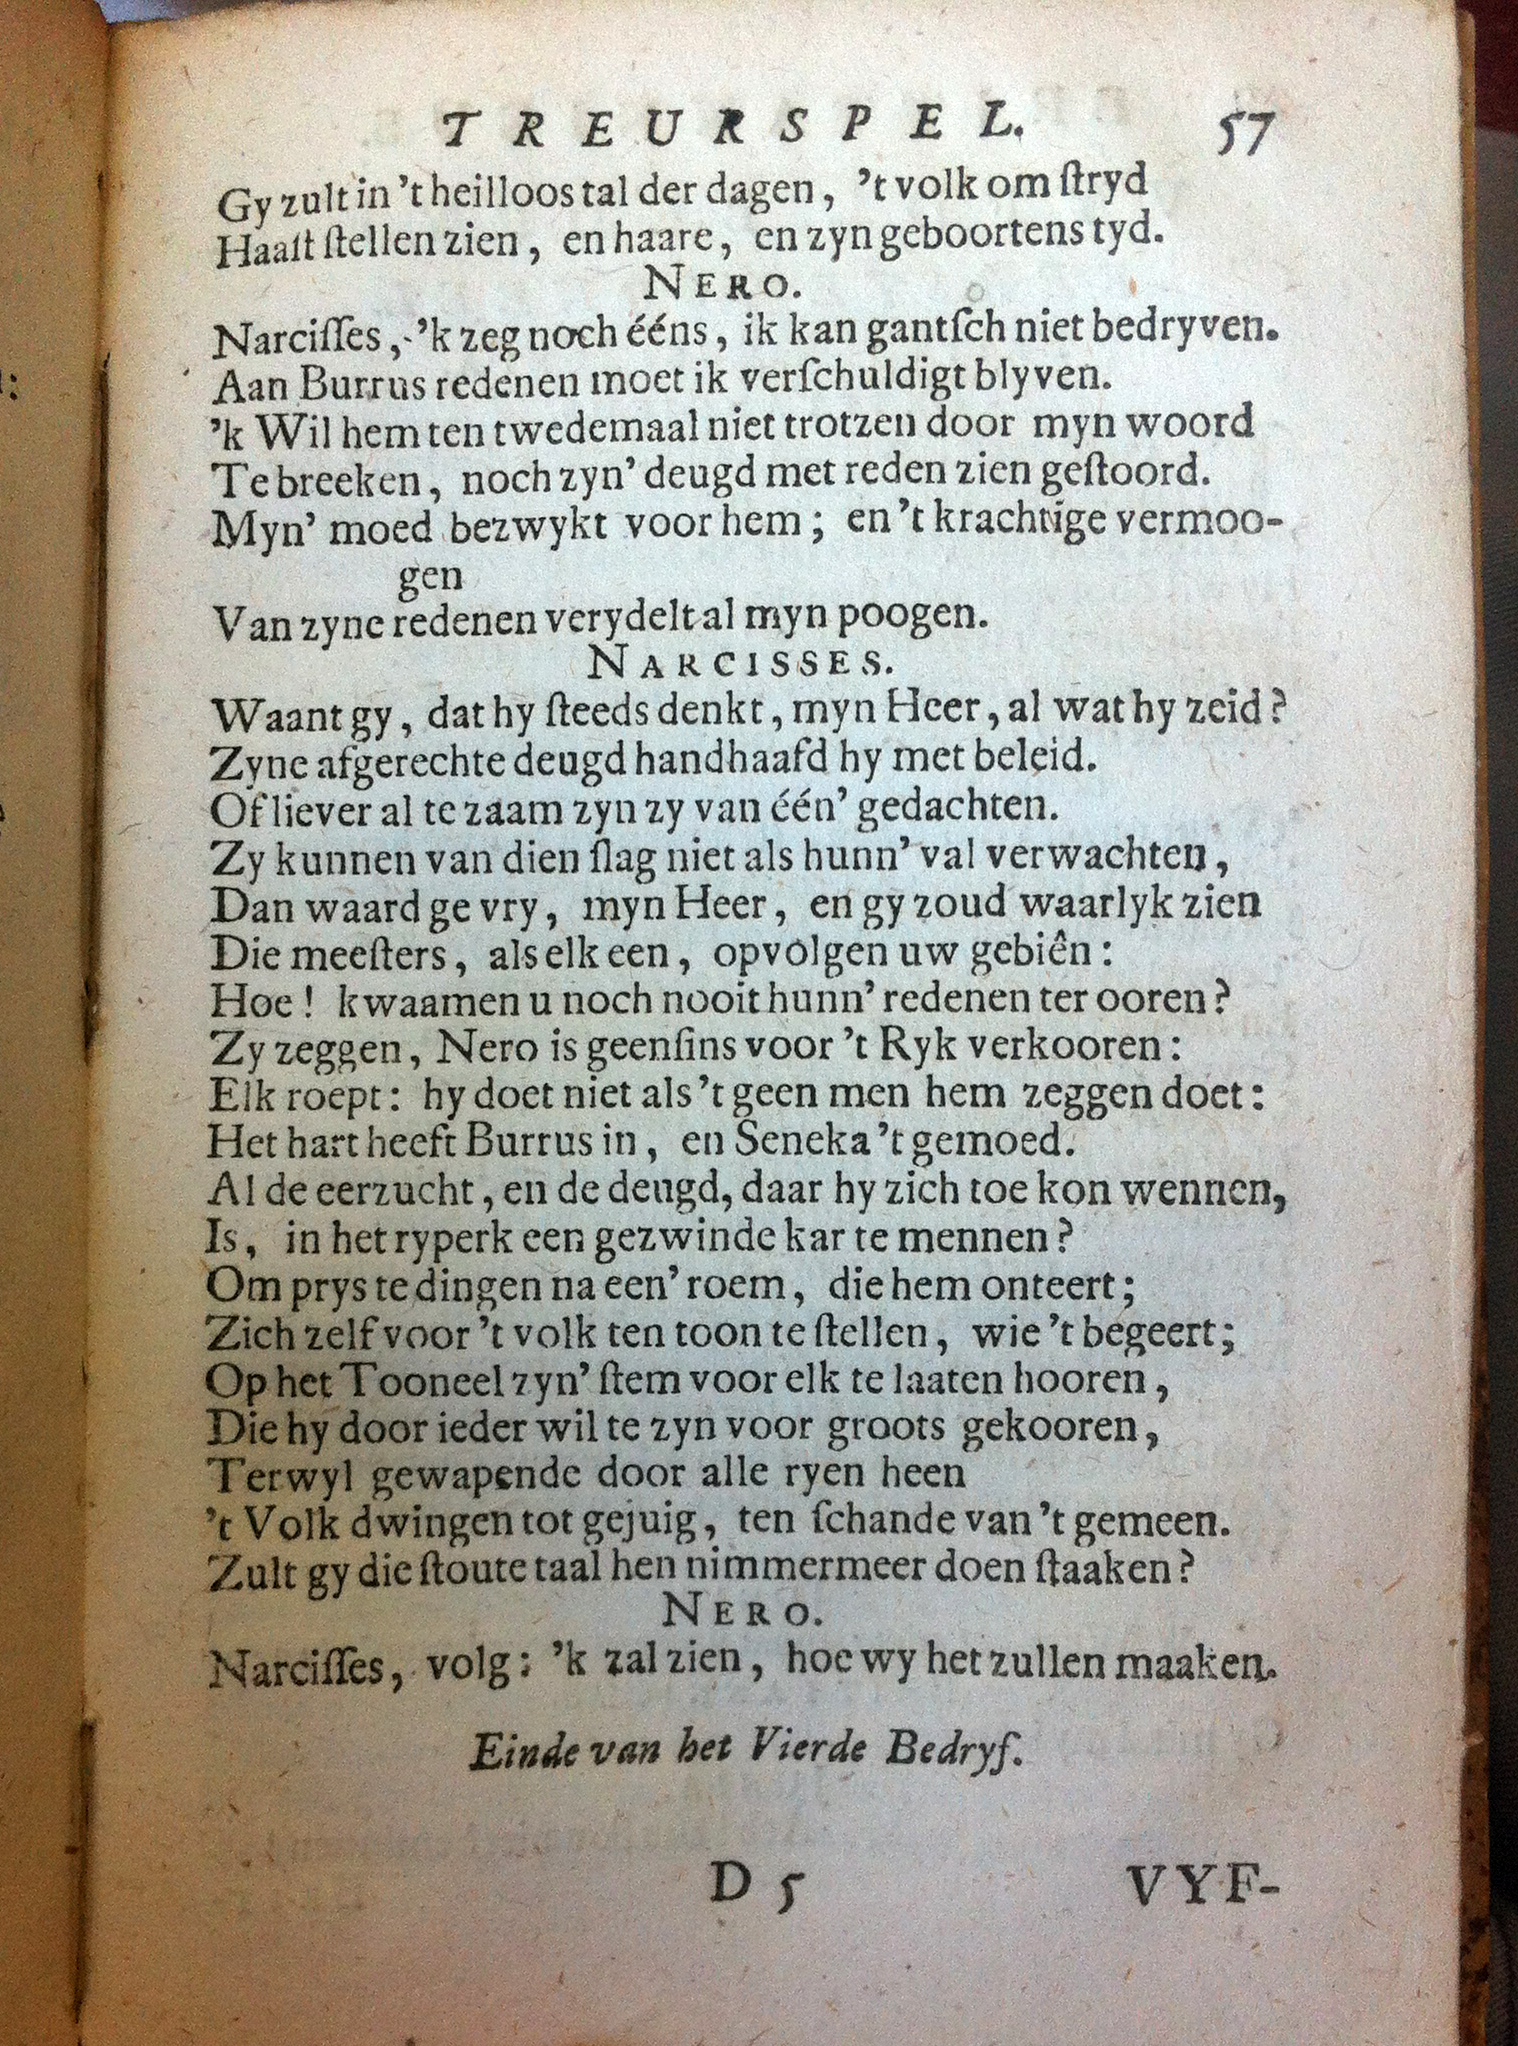 TREURSPEL. 57
Gy zult in 't heilloos tal der dagen, 't volk om ſtryd
Haaſt ſtellen zien, en haare, en zyn geboortens tyd.
NERO.
Narciſſes, 'k zeg noch ééns, ik kan gantſch niet bedryven.
Aan Burrus redenen moet ik verſchuldigt blyven.
'k Wil hem ten twedemaal niet trotzen door myn woord
Te breeken, noch zyn' deugd met reden zien geſtoord.
Myn' moed bezwykt voor hem; en 't krachtige vermoo-
gen
Van zyne redenen verydelt al myn poogen.
NARCISSES.
Waant gy, dat hy ſteeds denkt, myn Heer, al wat hy zeid?
Zyne afgerechte deugd handhaafd hy met beleid.
Of liever al te zaam zyn zy van één' gedachten.
Zy kunnen van dien ſlag niet als hunn' val verwachten,
Dan waard ge vry, myn Heer, en gy zoud waarlyk zien
Die meeſters, als elk een, opvolgen uw gebiên:
Hoe! kwaamen u noch nooit hunn' redenen ter ooren?
Zy zeggen, Nero is geenſins voor 't Ryk verkooren:
Elk roept: hy doet niet als 't geen men hem zeggen doet:
Het hart heeft Burrus in, en Seneka 't gemoed.
Al de eerzucht, en de deugd, daar hy zich toe kon wennen,
Is, in het ryperk een gezwinde kar te mennen?
Om prys te dingen na een' roem, die hem onteert;
Zich zelf voor 't volk ten toon te ſtellen, wie 't begeert;
Op het Tooneel zyn' ſtem voor elk te laaten hooren,
Die hy door ieder wil te zyn voor groots gekooren,
Terwyl gewapende door alle ryen heen
't Volk dwingen tot gejuig, ten ſchande van 't gemeen.
Zult gy die ſtoute taal hen nimmermeer doen ſtaaken?
NERO.
Narciſſes, volg: 'k zal zien, hoe wy het zullen maaken.
Einde van het Vierde Bedryf.
D 5 VYF-